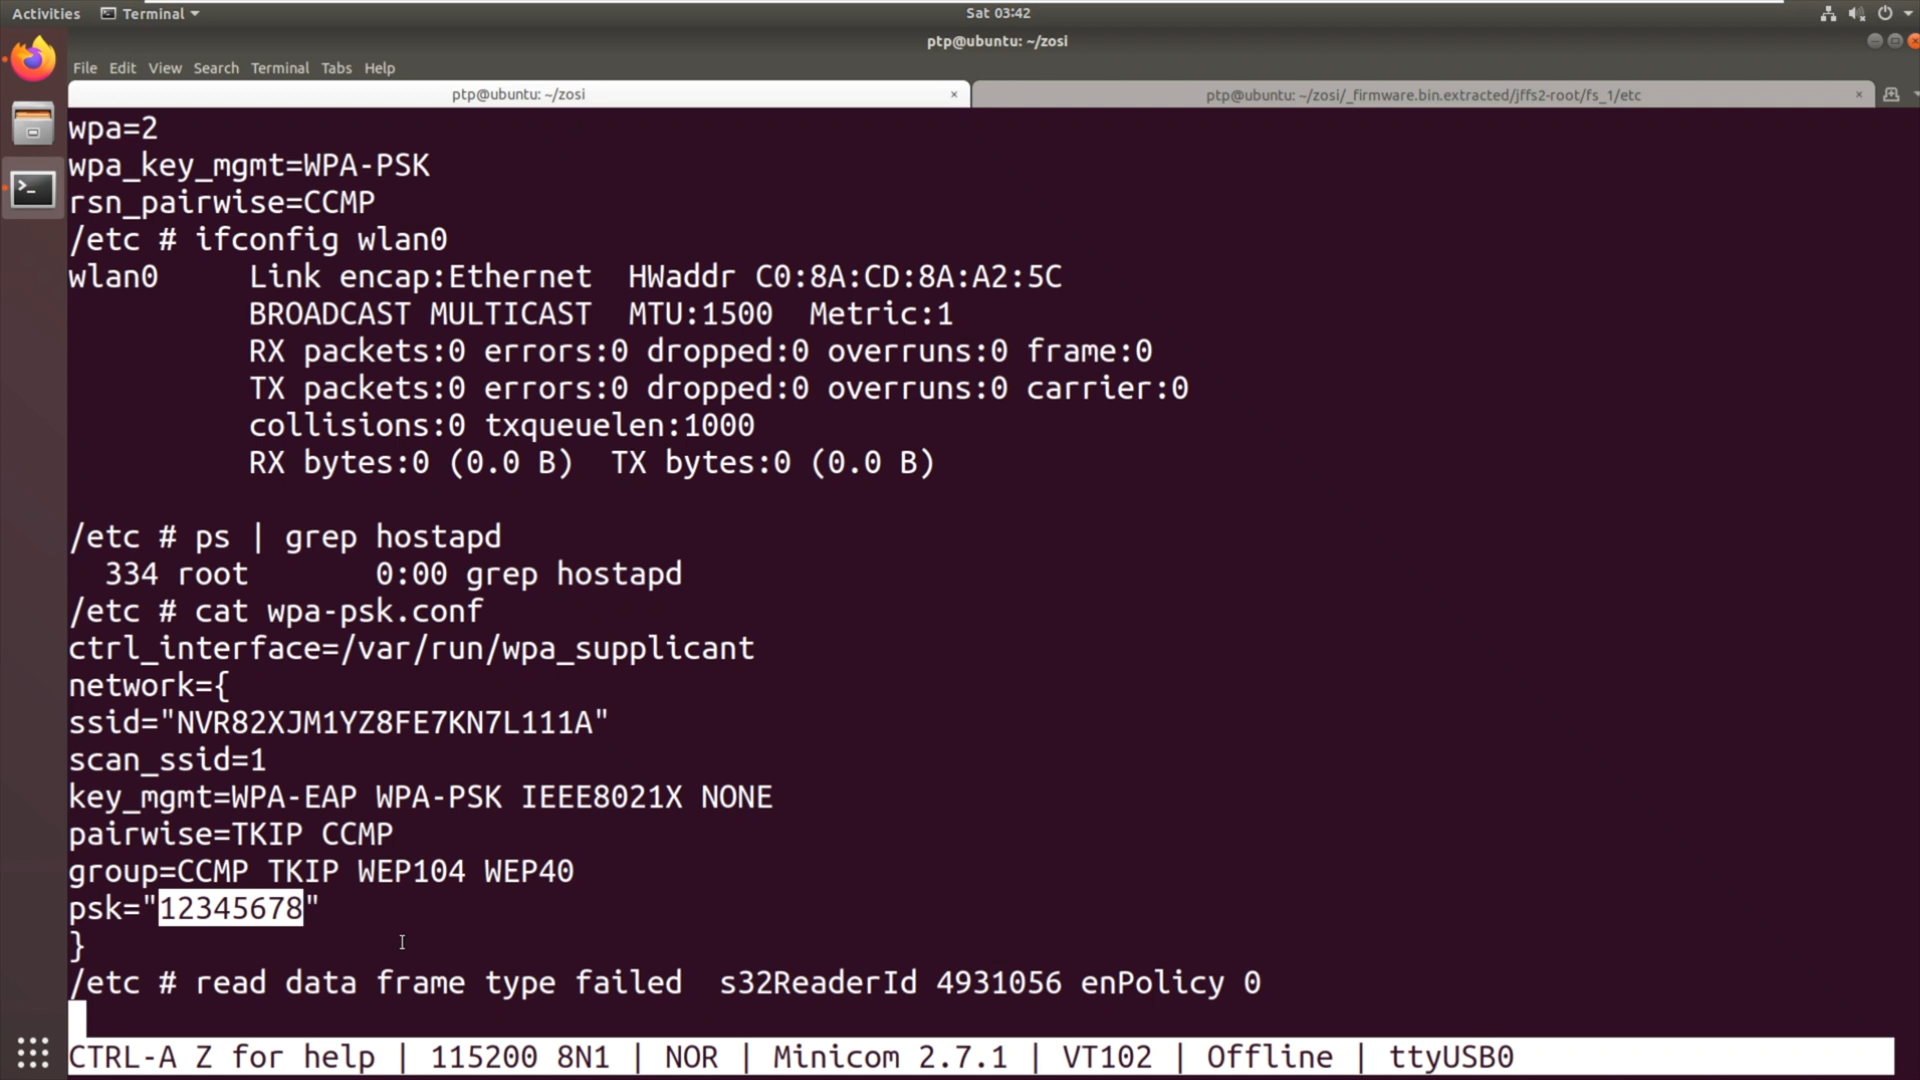 Activities Terminal Sat 03:42
ptp@ubuntu: ~/zosi
File Edit View Search Terminal Tabs Help
ptp@ubuntu: ~/zosi × ptp@ubuntu: ~/zosi/_firmware.bin.extracted/jffs2-root/fs_1/etc ×
wpa=2
wpa_key_mgmt=WPA-PSK
rsn_pairwise=CCMP
/etc # ifconfig wlan0
wlan0 Link encap:Ethernet HWaddr C0:8A:CD:8A:A2:5C
BROADCAST MULTICAST MTU:1500 Metric:1
RX packets:0 errors:0 dropped:0 overruns:0 frame:0
TX packets:0 errors:0 dropped:0 overruns:0 carrier:0
collisions:0 txqueuelen:1000
RX bytes:0 (0.0 B) TX bytes:0 (0.0 B)
/etc # ps | grep hostapd
334 root 0:00 grep hostapd
/etc # cat wpa-psk.conf
ctrl_interface=/var/run/wpa_supplicant
network={
ssid="NVR82XJM1YZ8FE7KN7L111A"
scan_ssid=1
key_mgmt=WPA-EAP WPA-PSK IEEE8021X NONE
pairwise=TKIP CCMP
group=CCMP TKIP WEP104 WEP40
psk="12345678"
}
/etc # read data frame type failed s32ReaderId 4931056 enPolicy 0
CTRL-A Z for help | 115200 8N1 | NOR | Minicom 2.7.1 | VT102 | Offline | ttyUSB0